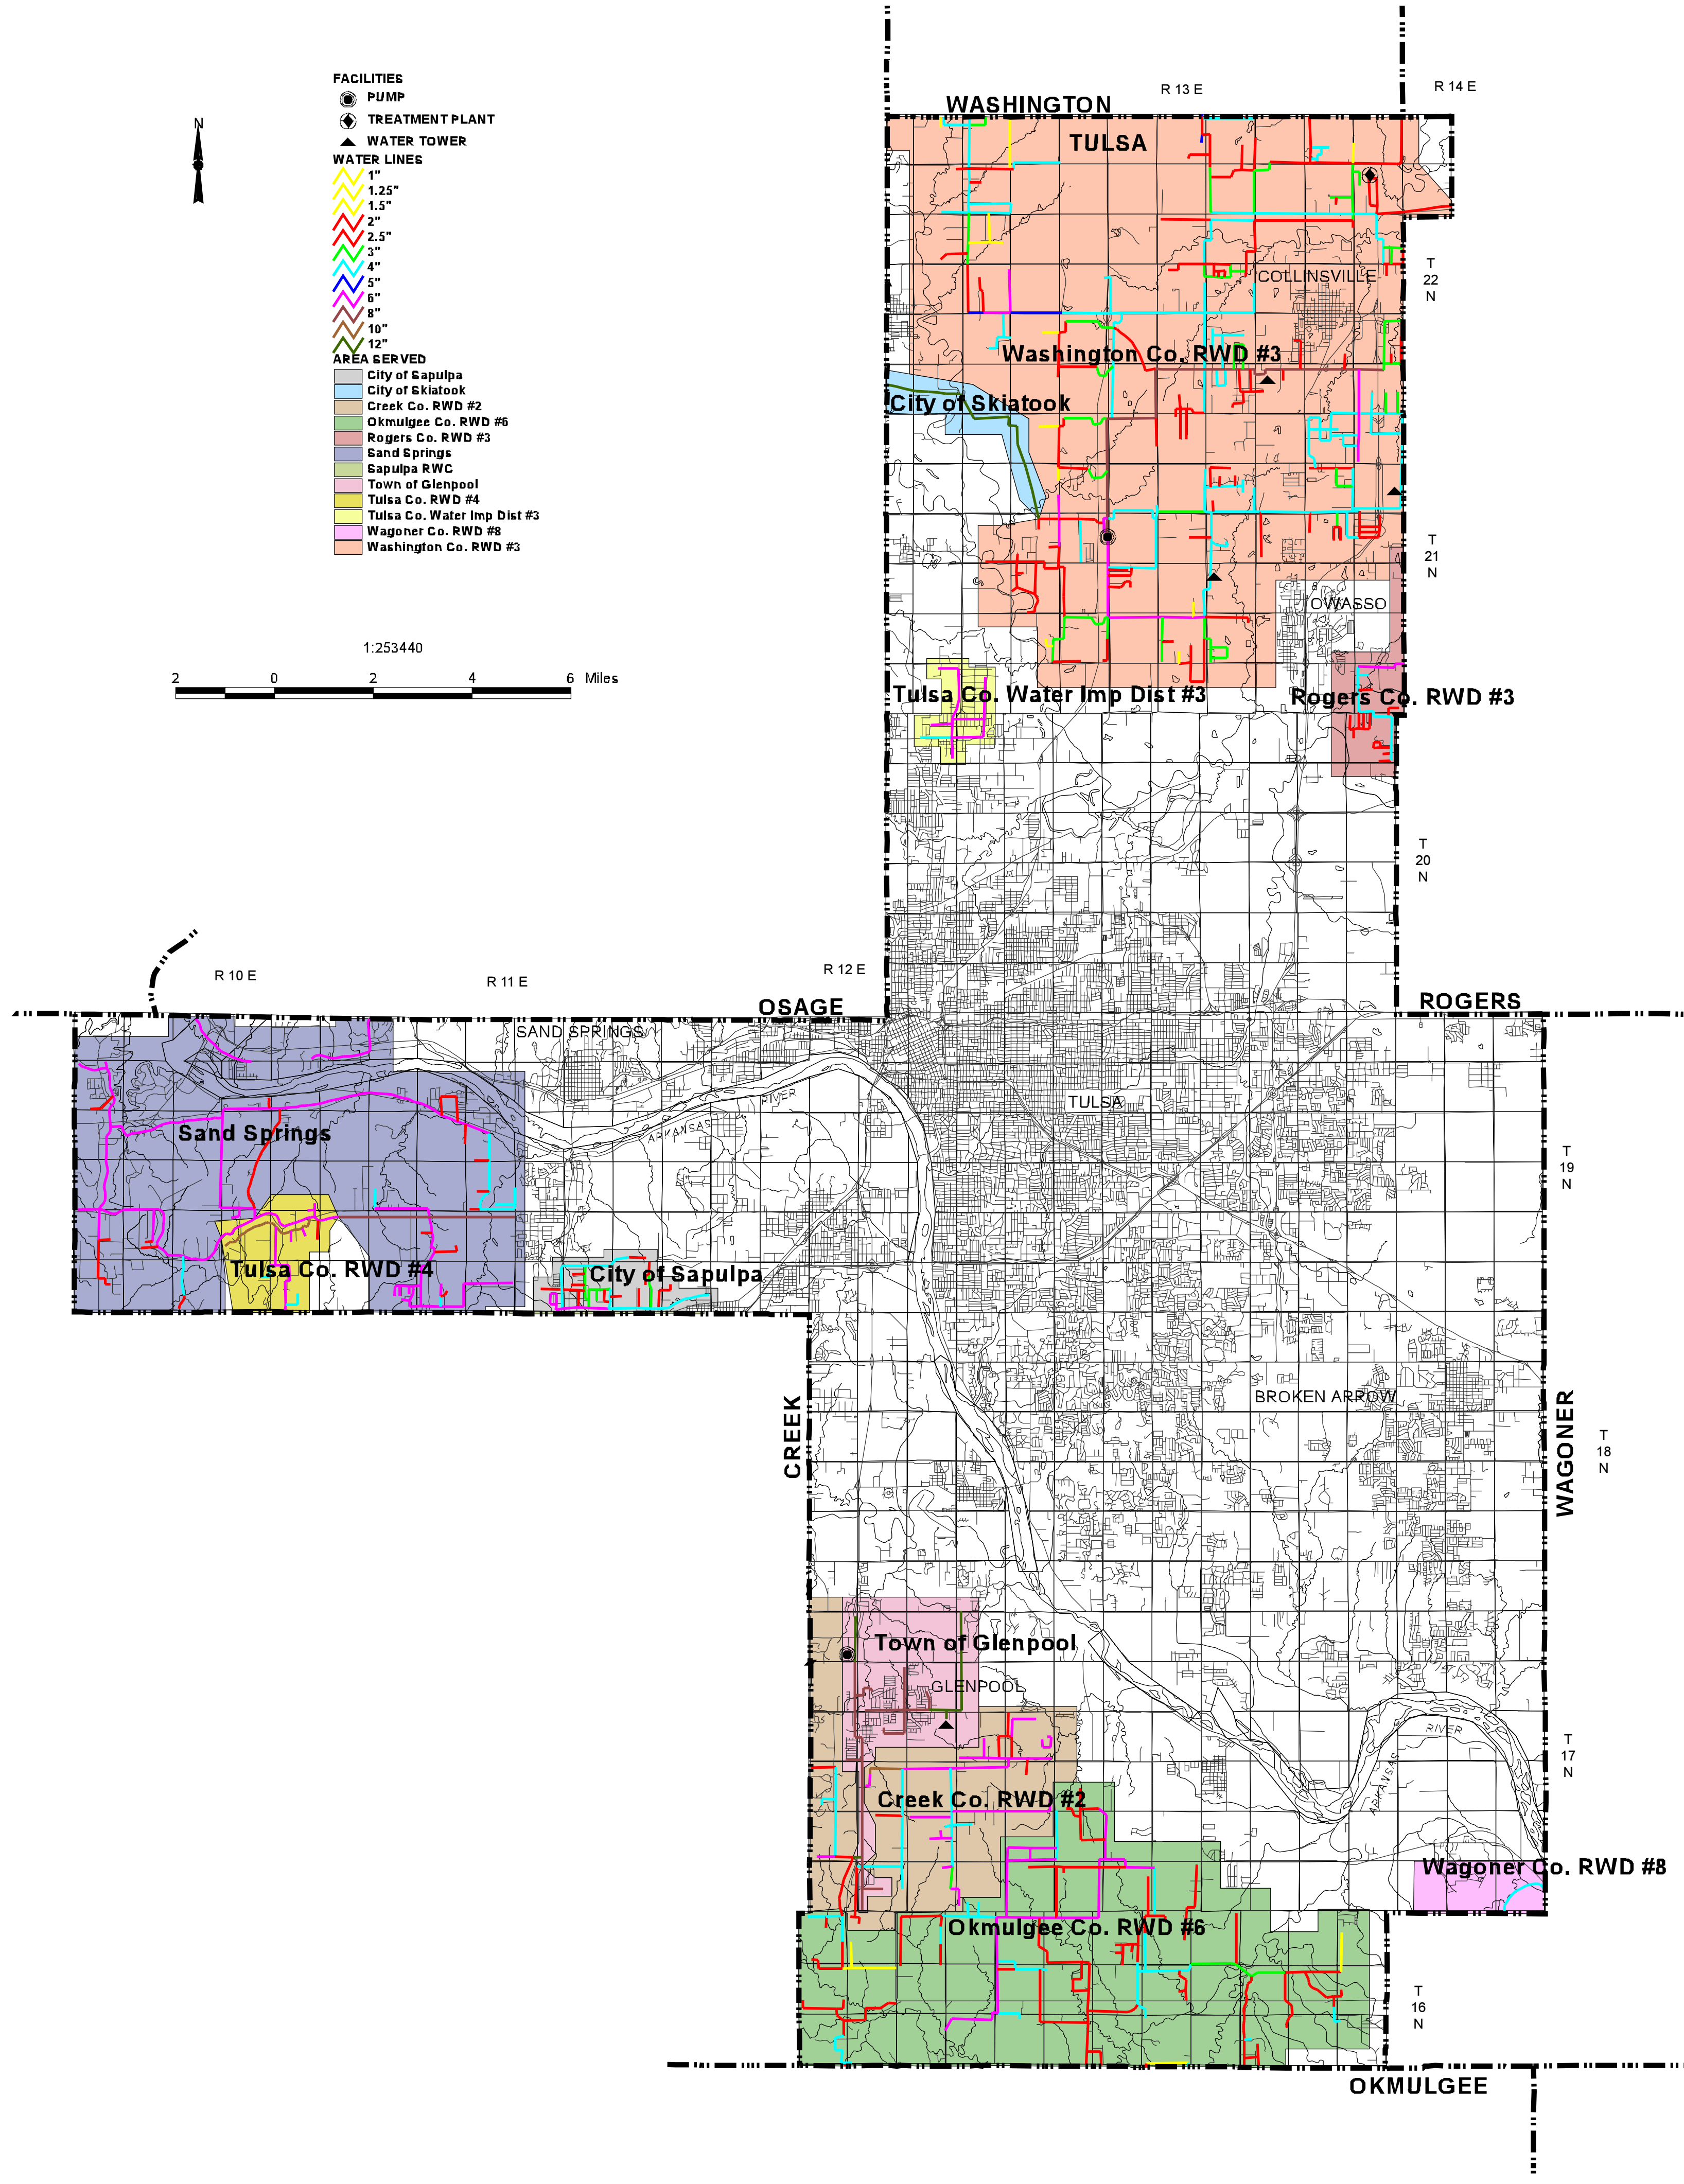 FACILITIES
PUMP
TREATMENT PLANT
WATER TOWER
WATER LINES
1"
1.25"
1.5"
2"
2.5"
3"
4"
5"
6"
8"
10"
12"
AREA SERVED
City of Sapulpa
City of Skiatook
Creek Co. RWD #2
Okmulgee Co. RWD #6
Rogers Co. RWD #3
Sand Springs
Sapulpa RWC
Town of Glenpool
Tulsa Co. RWD #4
Tulsa Co. Water Imp Dist #3
Wagoner Co. RWD #8
Washington Co. RWD #3
N
1:253440
2 0 2 4 6 Miles
R 13 E
R 14 E
WASHINGTON
TULSA
T
22
N
COLLINSVILLE
Washington Co. RWD #3
City of Skiatook
T
21
N
OWASSO
Tulsa Co. Water Imp Dist #3
Rogers Co. RWD #3
T
20
N
R 10 E
R 11 E
R 12 E
OSAGE
ROGERS
SAND SPRINGS
TULSA
RIVER
ARKANSAS
Sand Springs
T
19
N
Tulsa Co. RWD #4
City of Sapulpa
CREEK
BROKEN ARROW
WAGONER
T
18
N
Town of Glenpool
GLENPOOL
RIVER
ARKANSAS
T
17
N
Creek Co. RWD #2
Wagoner Co. RWD #8
Okmulgee Co. RWD #6
T
16
N
OKMULGEE